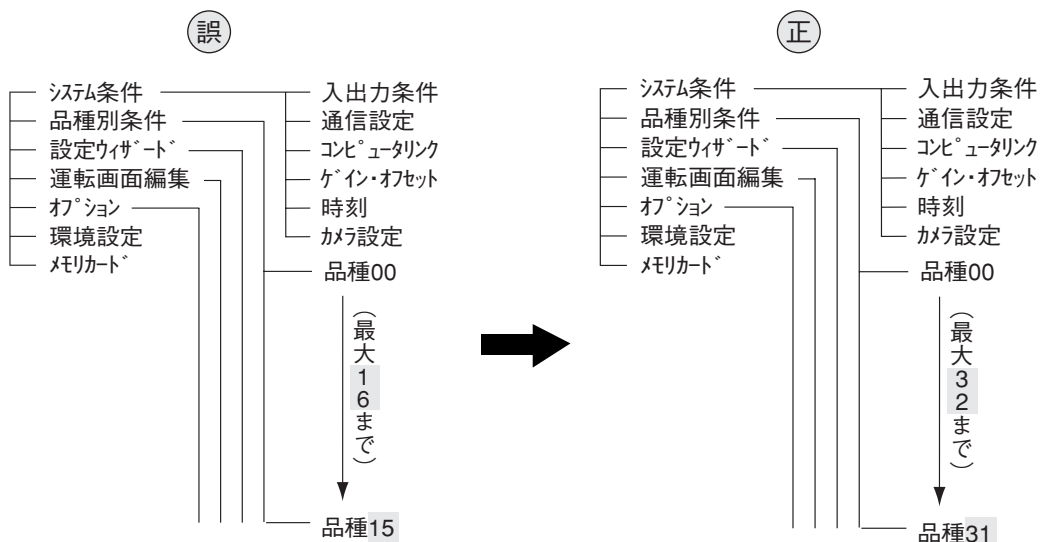 誤
システム条件
品種別条件
設定ウィザード
運転画面編集
オプション
環境設定
メモリカード
入出力条件
通信設定
コンピュータリンク
ゲイン・オフセット
時刻
カメラ設定
品種00
（最大16まで）
品種15
正
システム条件
品種別条件
設定ウィザード
運転画面編集
オプション
環境設定
メモリカード
入出力条件
通信設定
コンピュータリンク
ゲイン・オフセット
時刻
カメラ設定
品種00
（最大32まで）
品種31